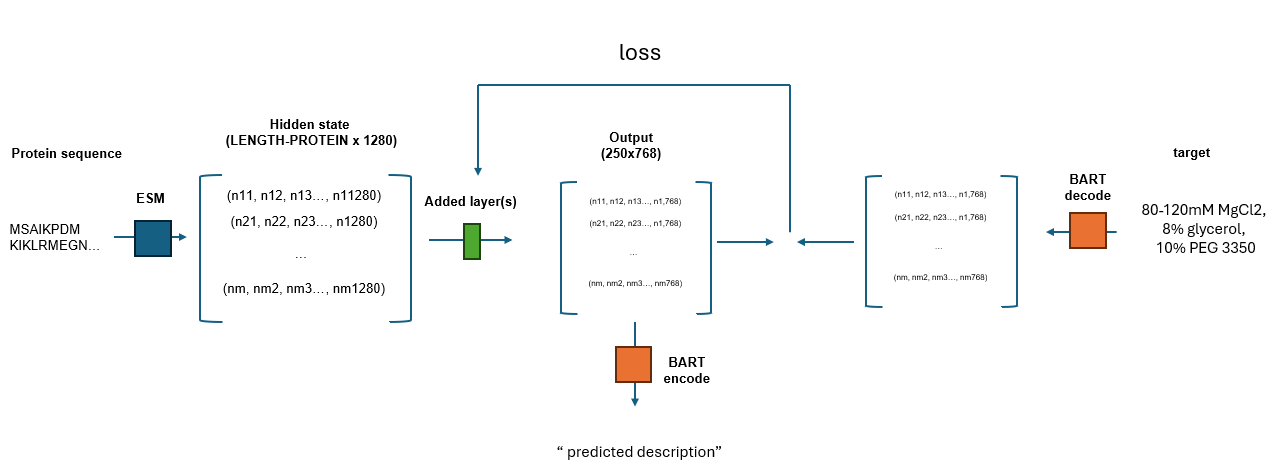 loss
Hidden state
(LENGTH-PROTEIN x 1280)
Output
(250x768)
Protein sequence
target
ESM
Added layer(s)
BART
decode
MSAIKPDM
KIKLRMEGN…
(n11, n12, n13…, n11280)
(n21, n22, n23…, n1280)
…
(nm, nm2, nm3…, nm1280)
(n11, n12, n13…, n1,768)
(n21, n22, n23…, n1,768)
…
(nm, nm2, nm3…, nm768)
(n11, n12, n13…, n1,768)
(n21, n22, n23…, n1,768)
…
(nm, nm2, nm3…, nm768)
80-120mM MgCl2,
8% glycerol,
10% PEG 3350
BART
encode
“ predicted description”